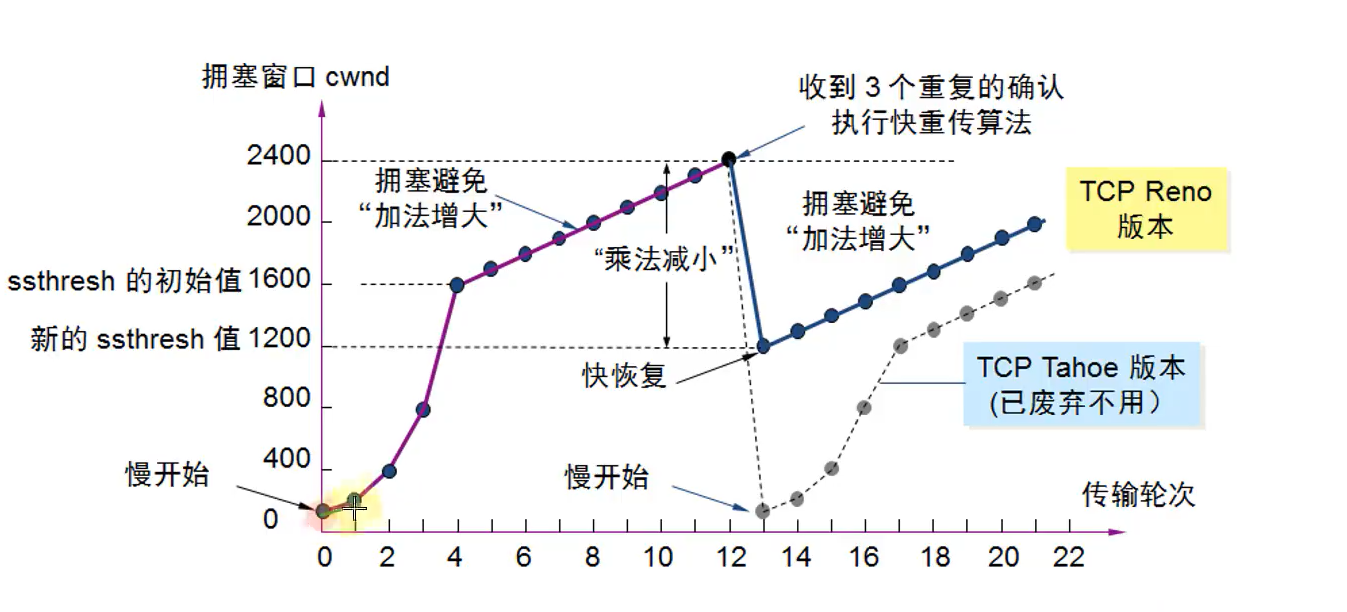 拥塞窗口 cwnd
收到 3 个重复的确认
执行快重传算法
2400
拥塞避免
“加法增大”
TCP Reno
版本
2000
拥塞避免
“加法增大”
“乘法减小”
ssthresh 的初始值 1600
新的 ssthresh 值 1200
快恢复
TCP Tahoe 版本
(已废弃不用）
800
400
慢开始
慢开始
传输轮次
0
0 2 4 6 8 10 12 14 16 18 20 22